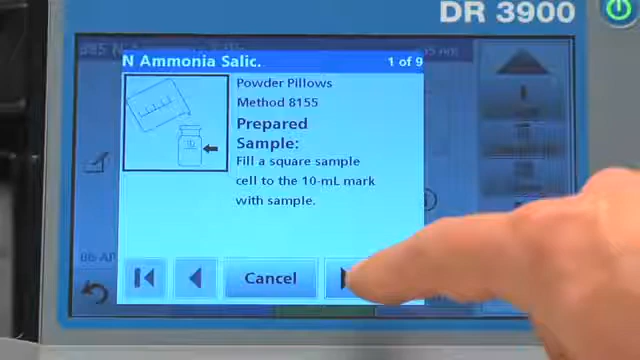 DR 3900
N Ammonia Salic.
1 of 9
Powder Pillows
Method 8155
Prepared
Sample:
Fill a square sample
cell to the 10-mL mark
with sample.
Cancel